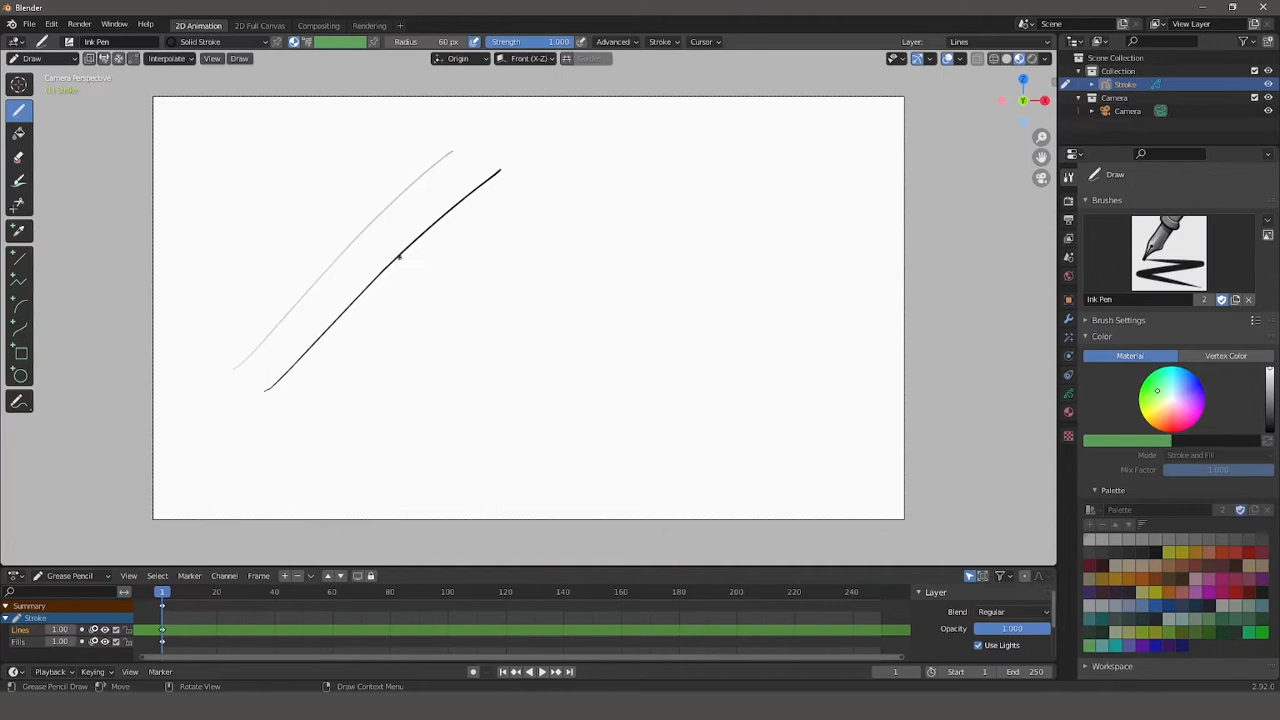 Blender
File Edit Render Window Help 2D Animation 2D Full Canvas Compositing Rendering + Scene View Layer
Ink Pen Solid Stroke Radius 60 px Strength 1.000 Advanced Stroke Cursor Layer: Lines
Draw Interpolate View Draw Origin Front (X-Z) Guides
Camera Perspective
(1) Stroke
Z
Y
X
Scene Collection
Collection
Stroke
Camera
Camera
Draw
Brushes
Ink Pen 2
Brush Settings
Color
Material Vertex Color
Mode Stroke and Fill
Mix Factor 1.000
Palette
Palette 2
Workspace
Grease Pencil View Select Marker Channel Frame
1 20 40 60 80 100 120 140 160 180 200 220 240
Summary
Stroke
Lines 1.00
Fills 1.00
Layer
Blend Regular
Opacity 1.000
Use Lights
Playback Keying View Marker 1 Start 1 End 250
Grease Pencil Draw Move Rotate View Draw Context Menu 2.92.0